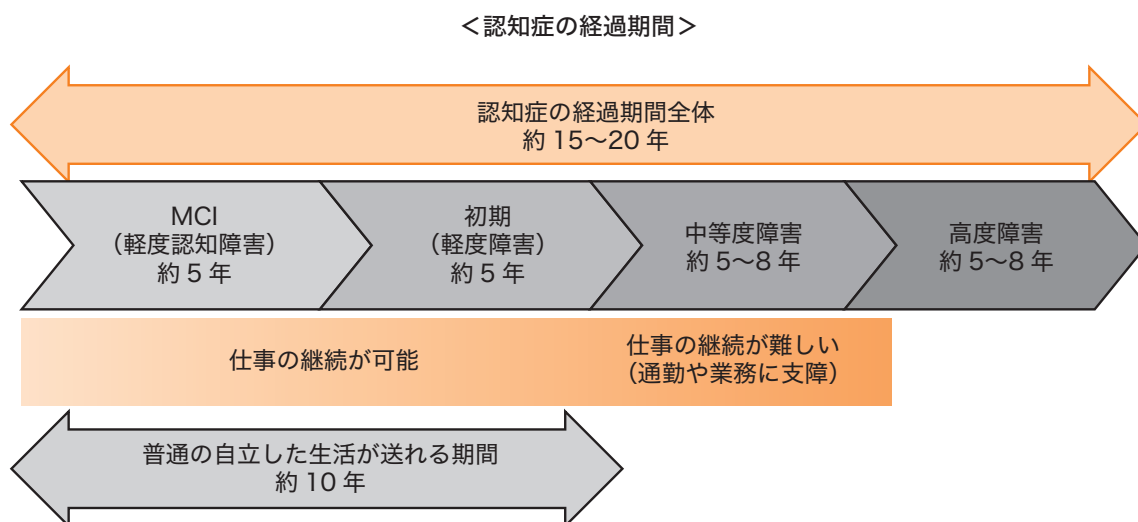 ＜認知症の経過期間＞
認知症の経過期間全体
約 15〜20 年
MCI
（軽度認知障害）
約 5 年
初期
（軽度障害）
約 5 年
中等度障害
約 5〜8 年
高度障害
約 5〜8 年
仕事の継続が可能
仕事の継続が難しい
（通勤や業務に支障）
普通の自立した生活が送れる期間
約 10 年